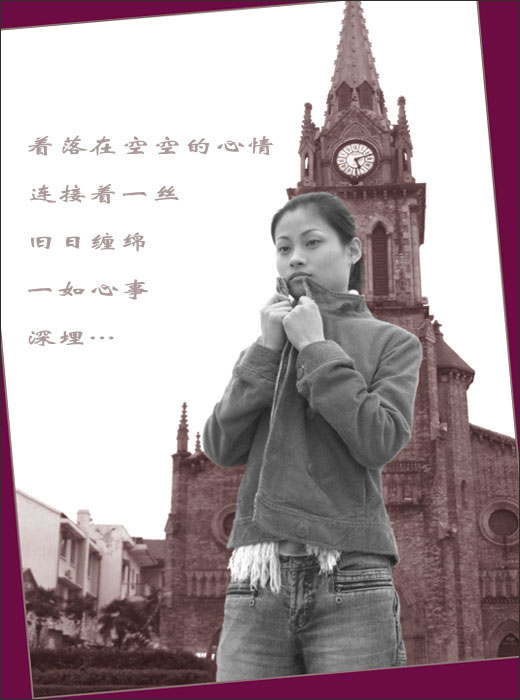 着落在空空的心情
连接着一丝
旧日缠绵
一如心事
深埋…